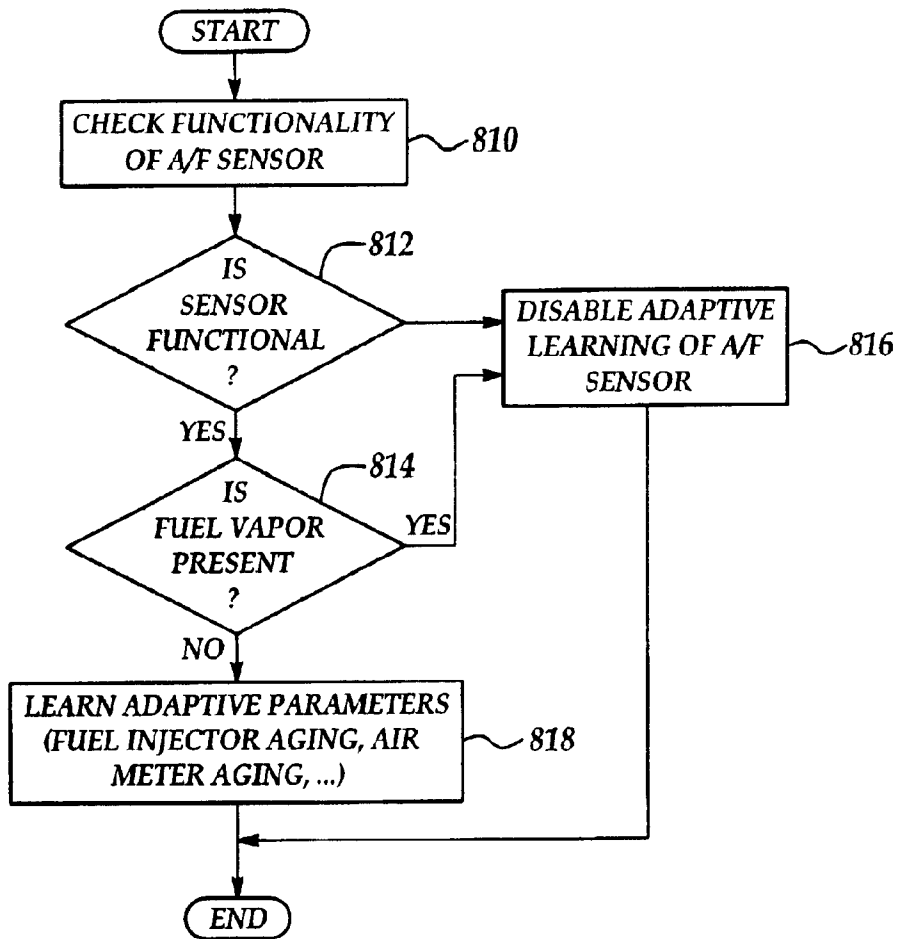 START
CHECK FUNCTIONALITY
OF A/F SENSOR
810
812
IS
SENSOR
FUNCTIONAL
?
DISABLE ADAPTIVE
LEARNING OF A/F
SENSOR
816
YES
814
IS
FUEL VAPOR
PRESENT
?
YES
NO
LEARN ADAPTIVE PARAMETERS
(FUEL INJECTOR AGING, AIR
METER AGING, ...)
818
END